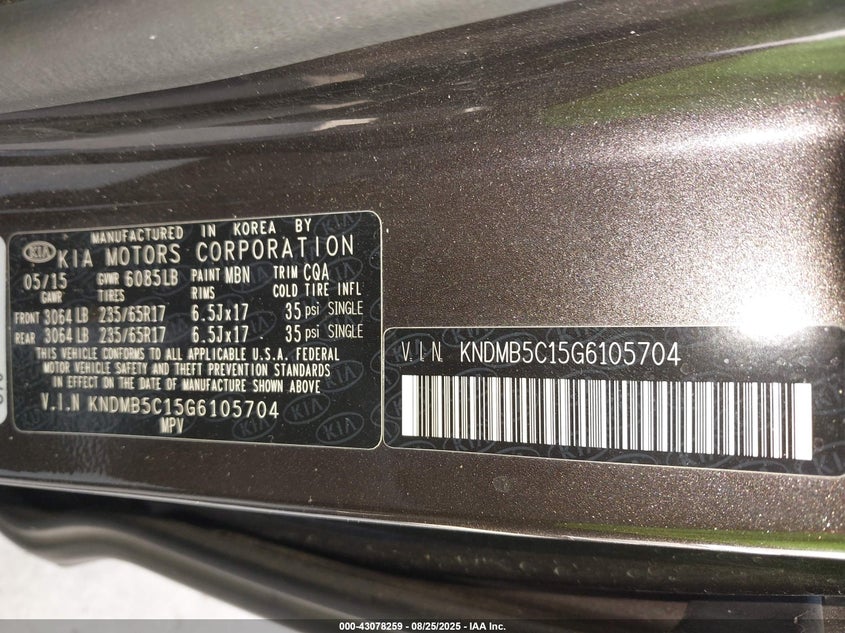 MANUFACTURED IN KOREA BY
KIA KIA MOTORS CORPORATION
05/15 GVWR 6085LB PAINT MBN TRIM CQA
GAWR TIRES RIMS COLD TIRE INFL
FRONT 3064 LB 235/65R17 6.5Jx17 35 psi SINGLE
REAR 3064 LB 235/65R17 6.5Jx17 35 psi SINGLE
THIS VEHICLE CONFORMS TO ALL APPLICABLE U.S.A. FEDERAL
MOTOR VEHICLE SAFETY AND THEFT PREVENTION STANDARDS
IN EFFECT ON THE DATE OF MANUFACTURE SHOWN ABOVE
V.I.N KNDMB5C15G6105704
MPV
V.I.N. KNDMB5C15G6105704
000-43078259 - 08/25/2025 - IAA Inc.